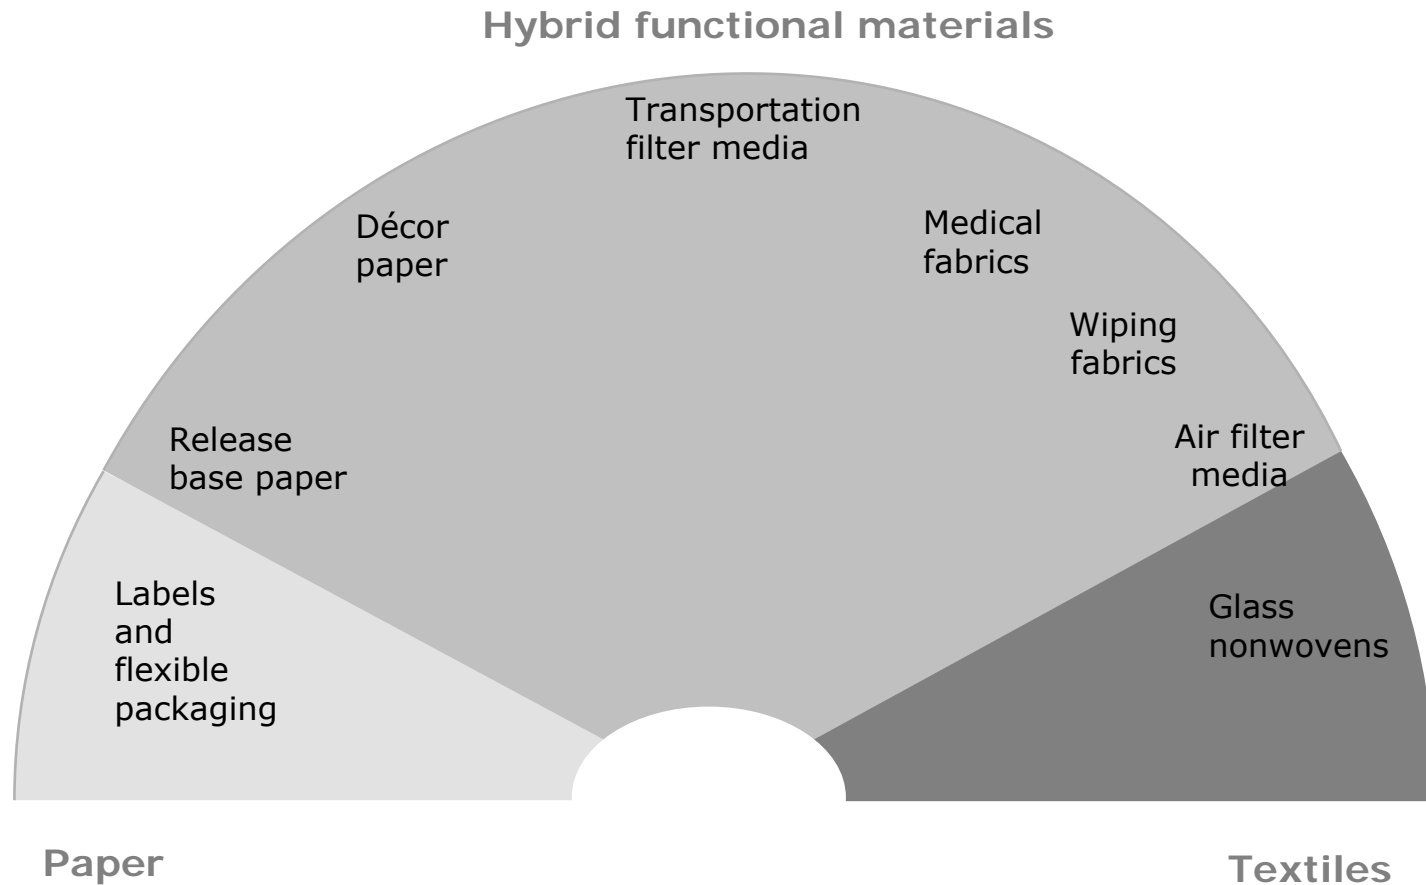 Hybrid functional materials
Transportation
filter media
Décor
paper
Medical
fabrics
Wiping
fabrics
Release
base paper
Air filter
media
Labels
and
flexible
packaging
Glass
nonwovens
Paper
Textiles